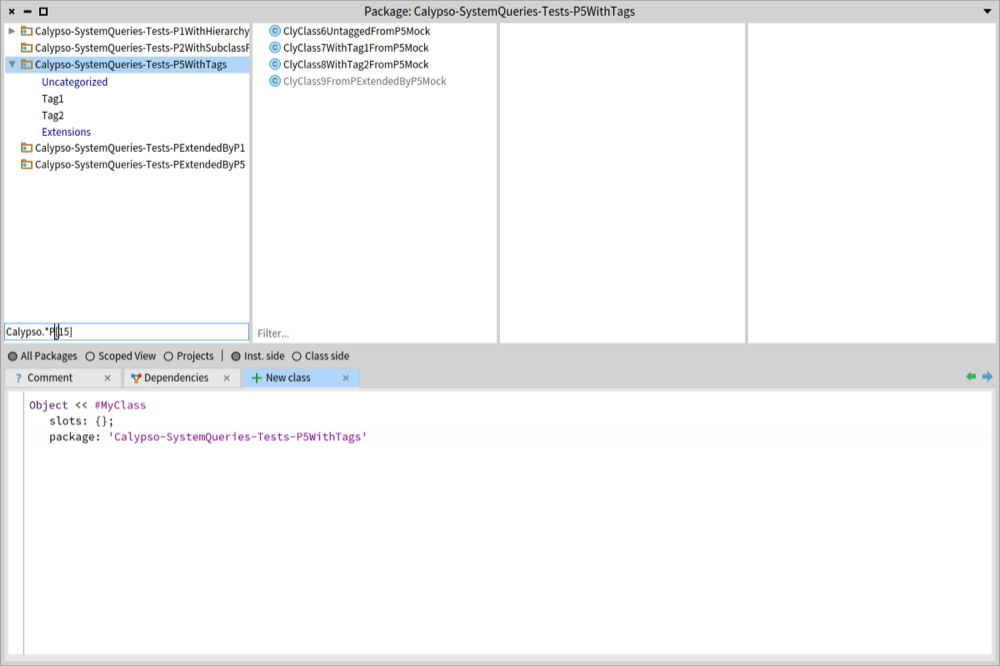 Package: Calypso-SystemQueries-Tests-P5WithTags
Calypso-SystemQueries-Tests-P1WithHierarchy
Calypso-SystemQueries-Tests-P2WithSubclassF
Calypso-SystemQueries-Tests-P5WithTags
Uncategorized
Tag1
Tag2
Extensions
Calypso-SystemQueries-Tests-PExtendedByP1
Calypso-SystemQueries-Tests-PExtendedByP5
Calypso.*P[15]
ClyClass6UntaggedFromP5Mock
ClyClass7WithTag1FromP5Mock
ClyClass8WithTag2FromP5Mock
ClyClass9FromPExtendedByP5Mock
Filter...
All Packages Scoped View Projects | Inst. side Class side
? Comment × Dependencies × New class ×
Object << #MyClass
slots: {};
package: 'Calypso-SystemQueries-Tests-P5WithTags'